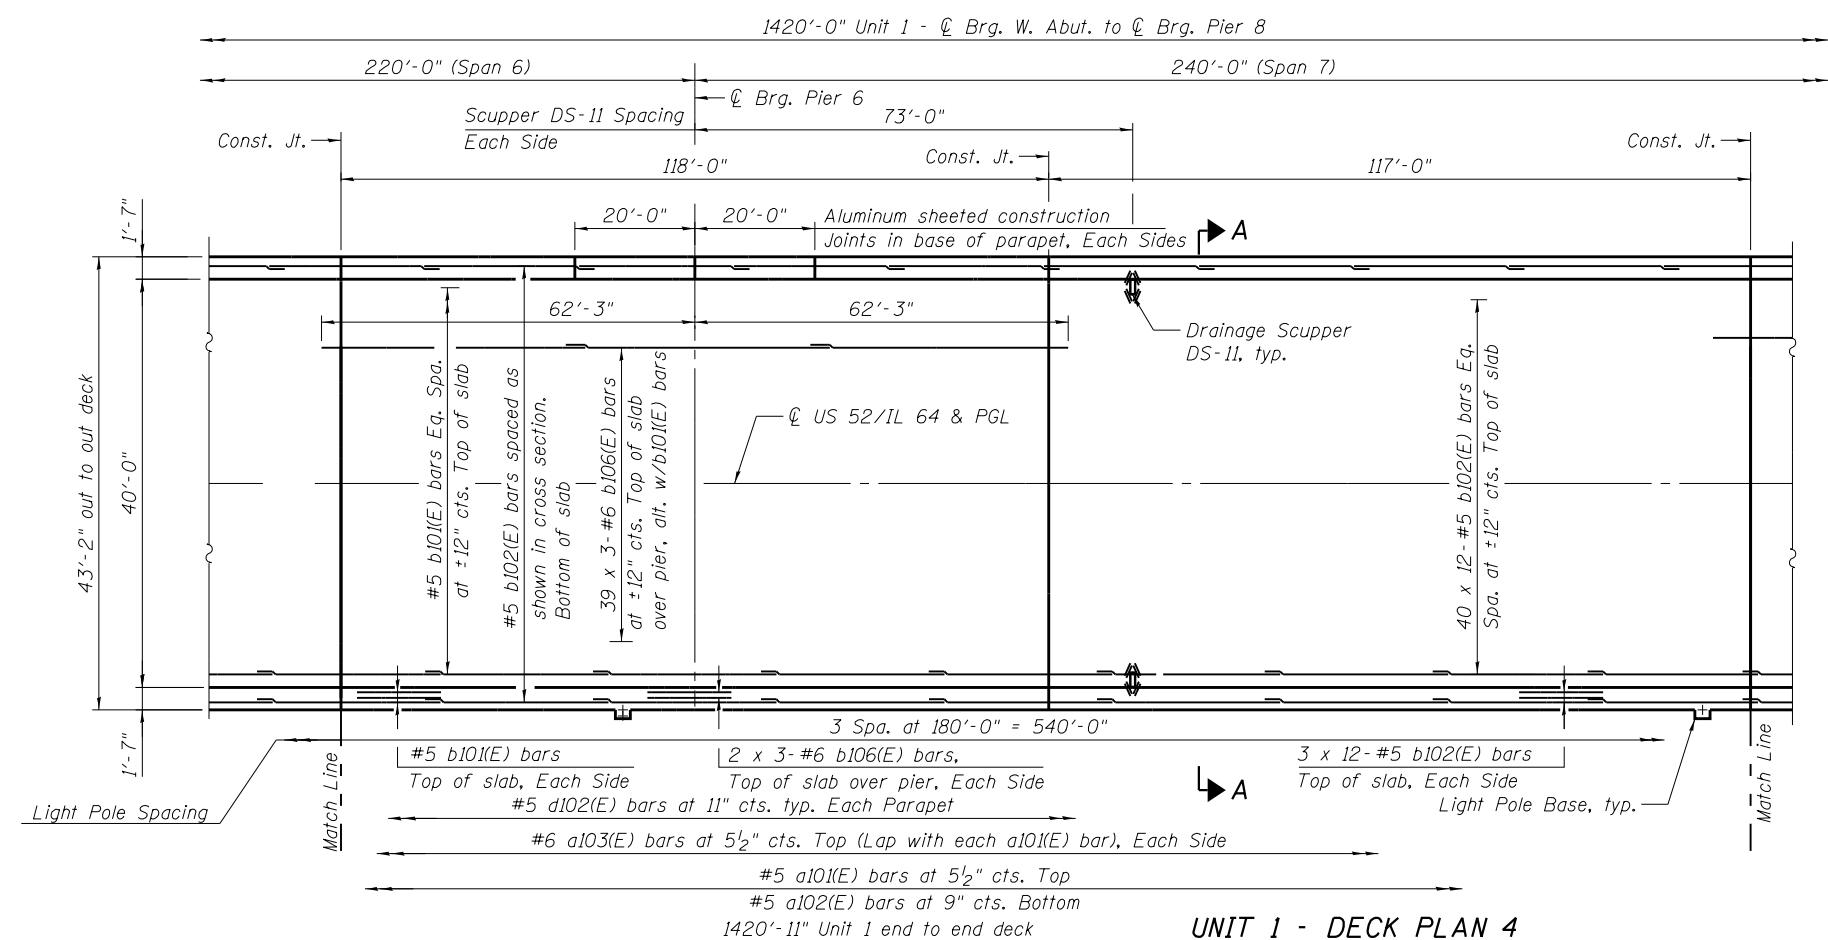 1420'-0" Unit 1 - ℄ Brg. W. Abut. to ℄ Brg. Pier 8
220'-0" (Span 6)
240'-0" (Span 7)
℄ Brg. Pier 6
Scupper DS-11 Spacing
Each Side
73'-0"
Const. Jt.
Const. Jt.
Const. Jt.
118'-0"
117'-0"
1'-7"
20'-0"
20'-0"
Aluminum sheeted construction
Joints in base of parapet, Each Sides
A
62'-3"
62'-3"
Drainage Scupper
DS-11, typ.
43'-2" out to out deck
40'-0"
#5 b101(E) bars Eq. Spa.
at ±12" cts. Top of slab
#5 b102(E) bars spaced as
shown in cross section.
Bottom of slab
39 x 3-#6 b106(E) bars
at ±12" cts. Top of slab
over pier, alt. w/b101(E) bars
℄ US 52/IL 64 & PGL
40 x 12-#5 b102(E) bars Eq.
Spa. at ±12" cts. Top of slab
1'-7"
3 Spa. at 180'-0" = 540'-0"
#5 b101(E) bars
Top of slab, Each Side
2 x 3-#6 b106(E) bars,
Top of slab over pier, Each Side
3 x 12-#5 b102(E) bars
Top of slab, Each Side
A
Light Pole Base, typ.
Light Pole Spacing
Match Line
Match Line
#5 d102(E) bars at 11" cts. typ. Each Parapet
#6 a103(E) bars at 5½" cts. Top (Lap with each a101(E) bar), Each Side
#5 a101(E) bars at 5½" cts. Top
#5 a102(E) bars at 9" cts. Bottom
1420'-11" Unit 1 end to end deck
UNIT 1 - DECK PLAN 4